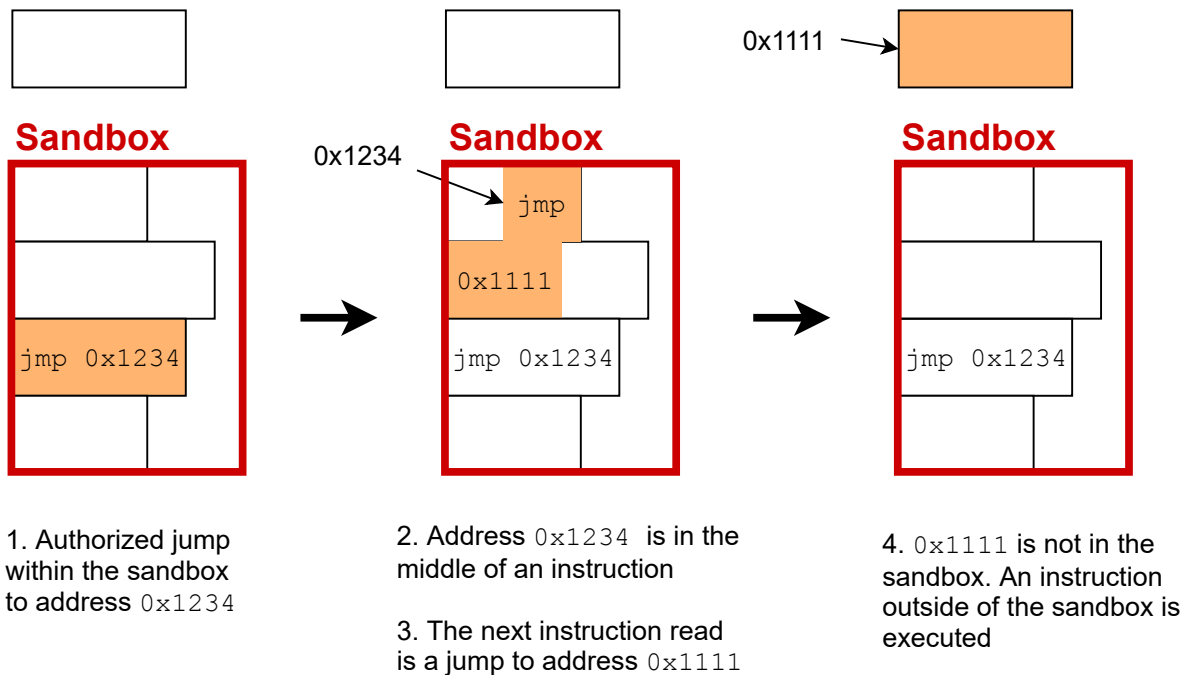 0x1111
Sandbox
Sandbox
Sandbox
0x1234
jmp
0x1111
jmp 0x1234
jmp 0x1234
jmp 0x1234
1. Authorized jump
within the sandbox
to address 0x1234
2. Address 0x1234 is in the
middle of an instruction
3. The next instruction read
is a jump to address 0x1111
4. 0x1111 is not in the
sandbox. An instruction
outside of the sandbox is
executed